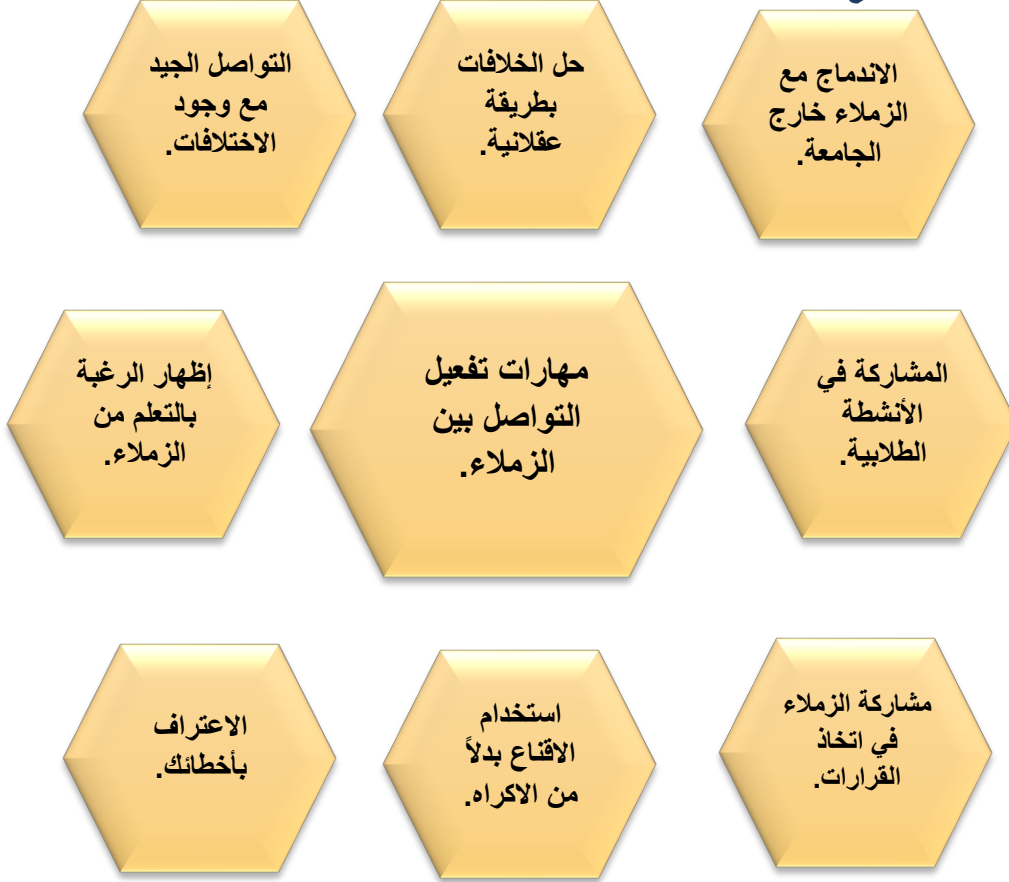 الاندماج مع
الزملاء خارج
الجامعة.
حل الخلافات
بطريقة
عقلانية.
التواصل الجيد
مع وجود
الاختلافات.
المشاركة في
الأنشطة
الطلابية.
مهارات تفعيل
التواصل بين
الزملاء.
إظهار الرغبة
بالتعلم من
الزملاء.
مشاركة الزملاء
في اتخاذ
القرارات.
استخدام
الاقناع بدلاً
من الاكراه.
الاعتراف
بأخطائك.